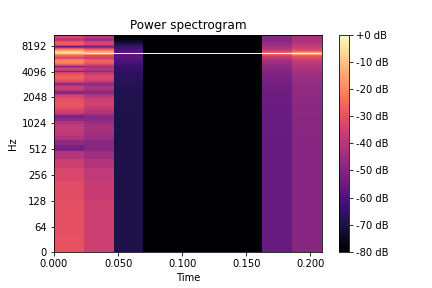 Power spectrogram
8192
4096
2048
1024
512
256
128
64
0
Hz
0.000 0.050 0.100 0.150 0.200
Time
+0 dB
-10 dB
-20 dB
-30 dB
-40 dB
-50 dB
-60 dB
-70 dB
-80 dB